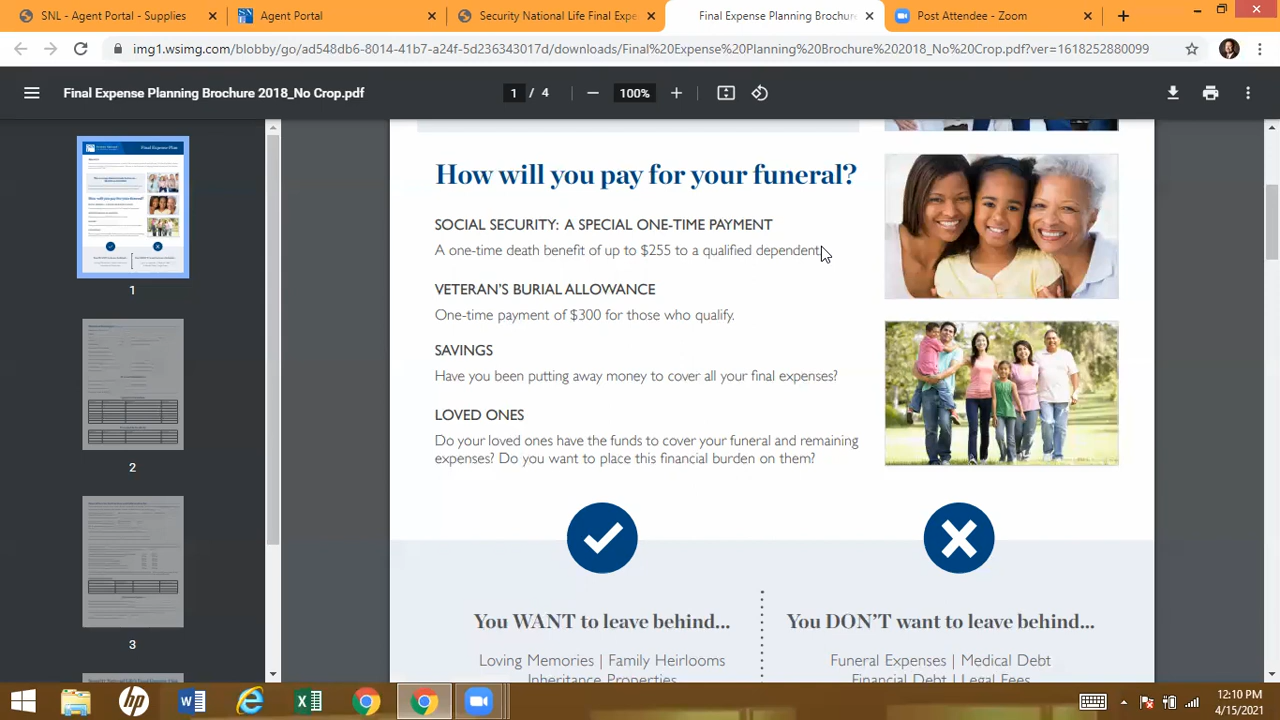 SNL - Agent Portal - Supplies
Agent Portal
Security National Life Final Expe
Final Expense Planning Brochure
Post Attendee - Zoom
img1.wsimg.com/blobby/go/ad548db6-8014-41b7-a24f-5d236343017d/downloads/Final%20Expense%20Planning%20Brochure%202018_No%20Crop.pdf?ver=1618252880099
Final Expense Planning Brochure 2018_No Crop.pdf
1 / 4
100%
How will you pay for your funeral?
SOCIAL SECURITY: A SPECIAL ONE-TIME PAYMENT
A one-time death benefit of up to $255 to a qualified dependent.
VETERAN'S BURIAL ALLOWANCE
One-time payment of $300 for those who qualify.
SAVINGS
Have you been putting away money to cover all your final expenses?
LOVED ONES
Do your loved ones have the funds to cover your funeral and remaining
expenses? Do you want to place this financial burden on them?
You WANT to leave behind...
Loving Memories | Family Heirlooms
Inheritance Properties
You DON'T want to leave behind...
Funeral Expenses | Medical Debt
Financial Debt | Legal Fees
1
2
3
12:10 PM
4/15/2021